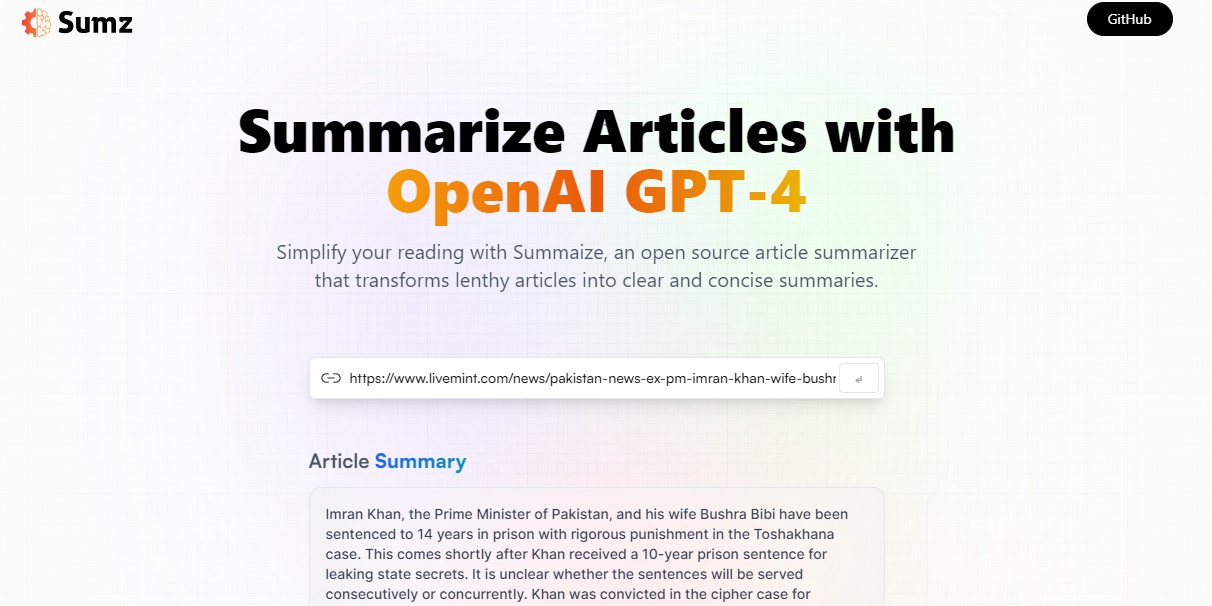 Sumz
GitHub
Summarize Articles with
OpenAI GPT-4
Simplify your reading with Summaize, an open source article summarizer
that transforms lenthy articles into clear and concise summaries.
https://www.livemint.com/news/pakistan-news-ex-pm-imran-khan-wife-bushr
Article Summary
Imran Khan, the Prime Minister of Pakistan, and his wife Bushra Bibi have been
sentenced to 14 years in prison with rigorous punishment in the Toshakhana
case. This comes shortly after Khan received a 10-year prison sentence for
leaking state secrets. It is unclear whether the sentences will be served
consecutively or concurrently. Khan was convicted in the cipher case for